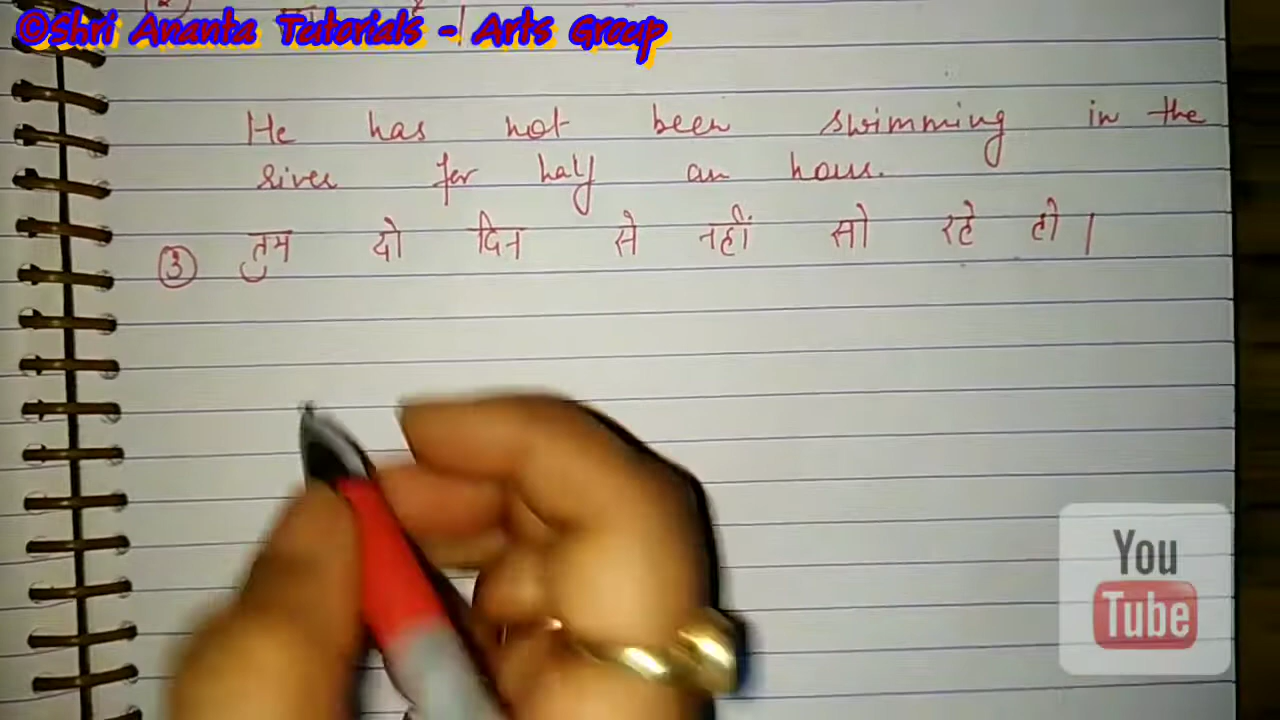 ©Shri Ananta Tutorials - Arts Group
He has not been swimming in the
river for half an hour.
③ तुम दो दिन से नहीं सो रहे हो।
You
Tube